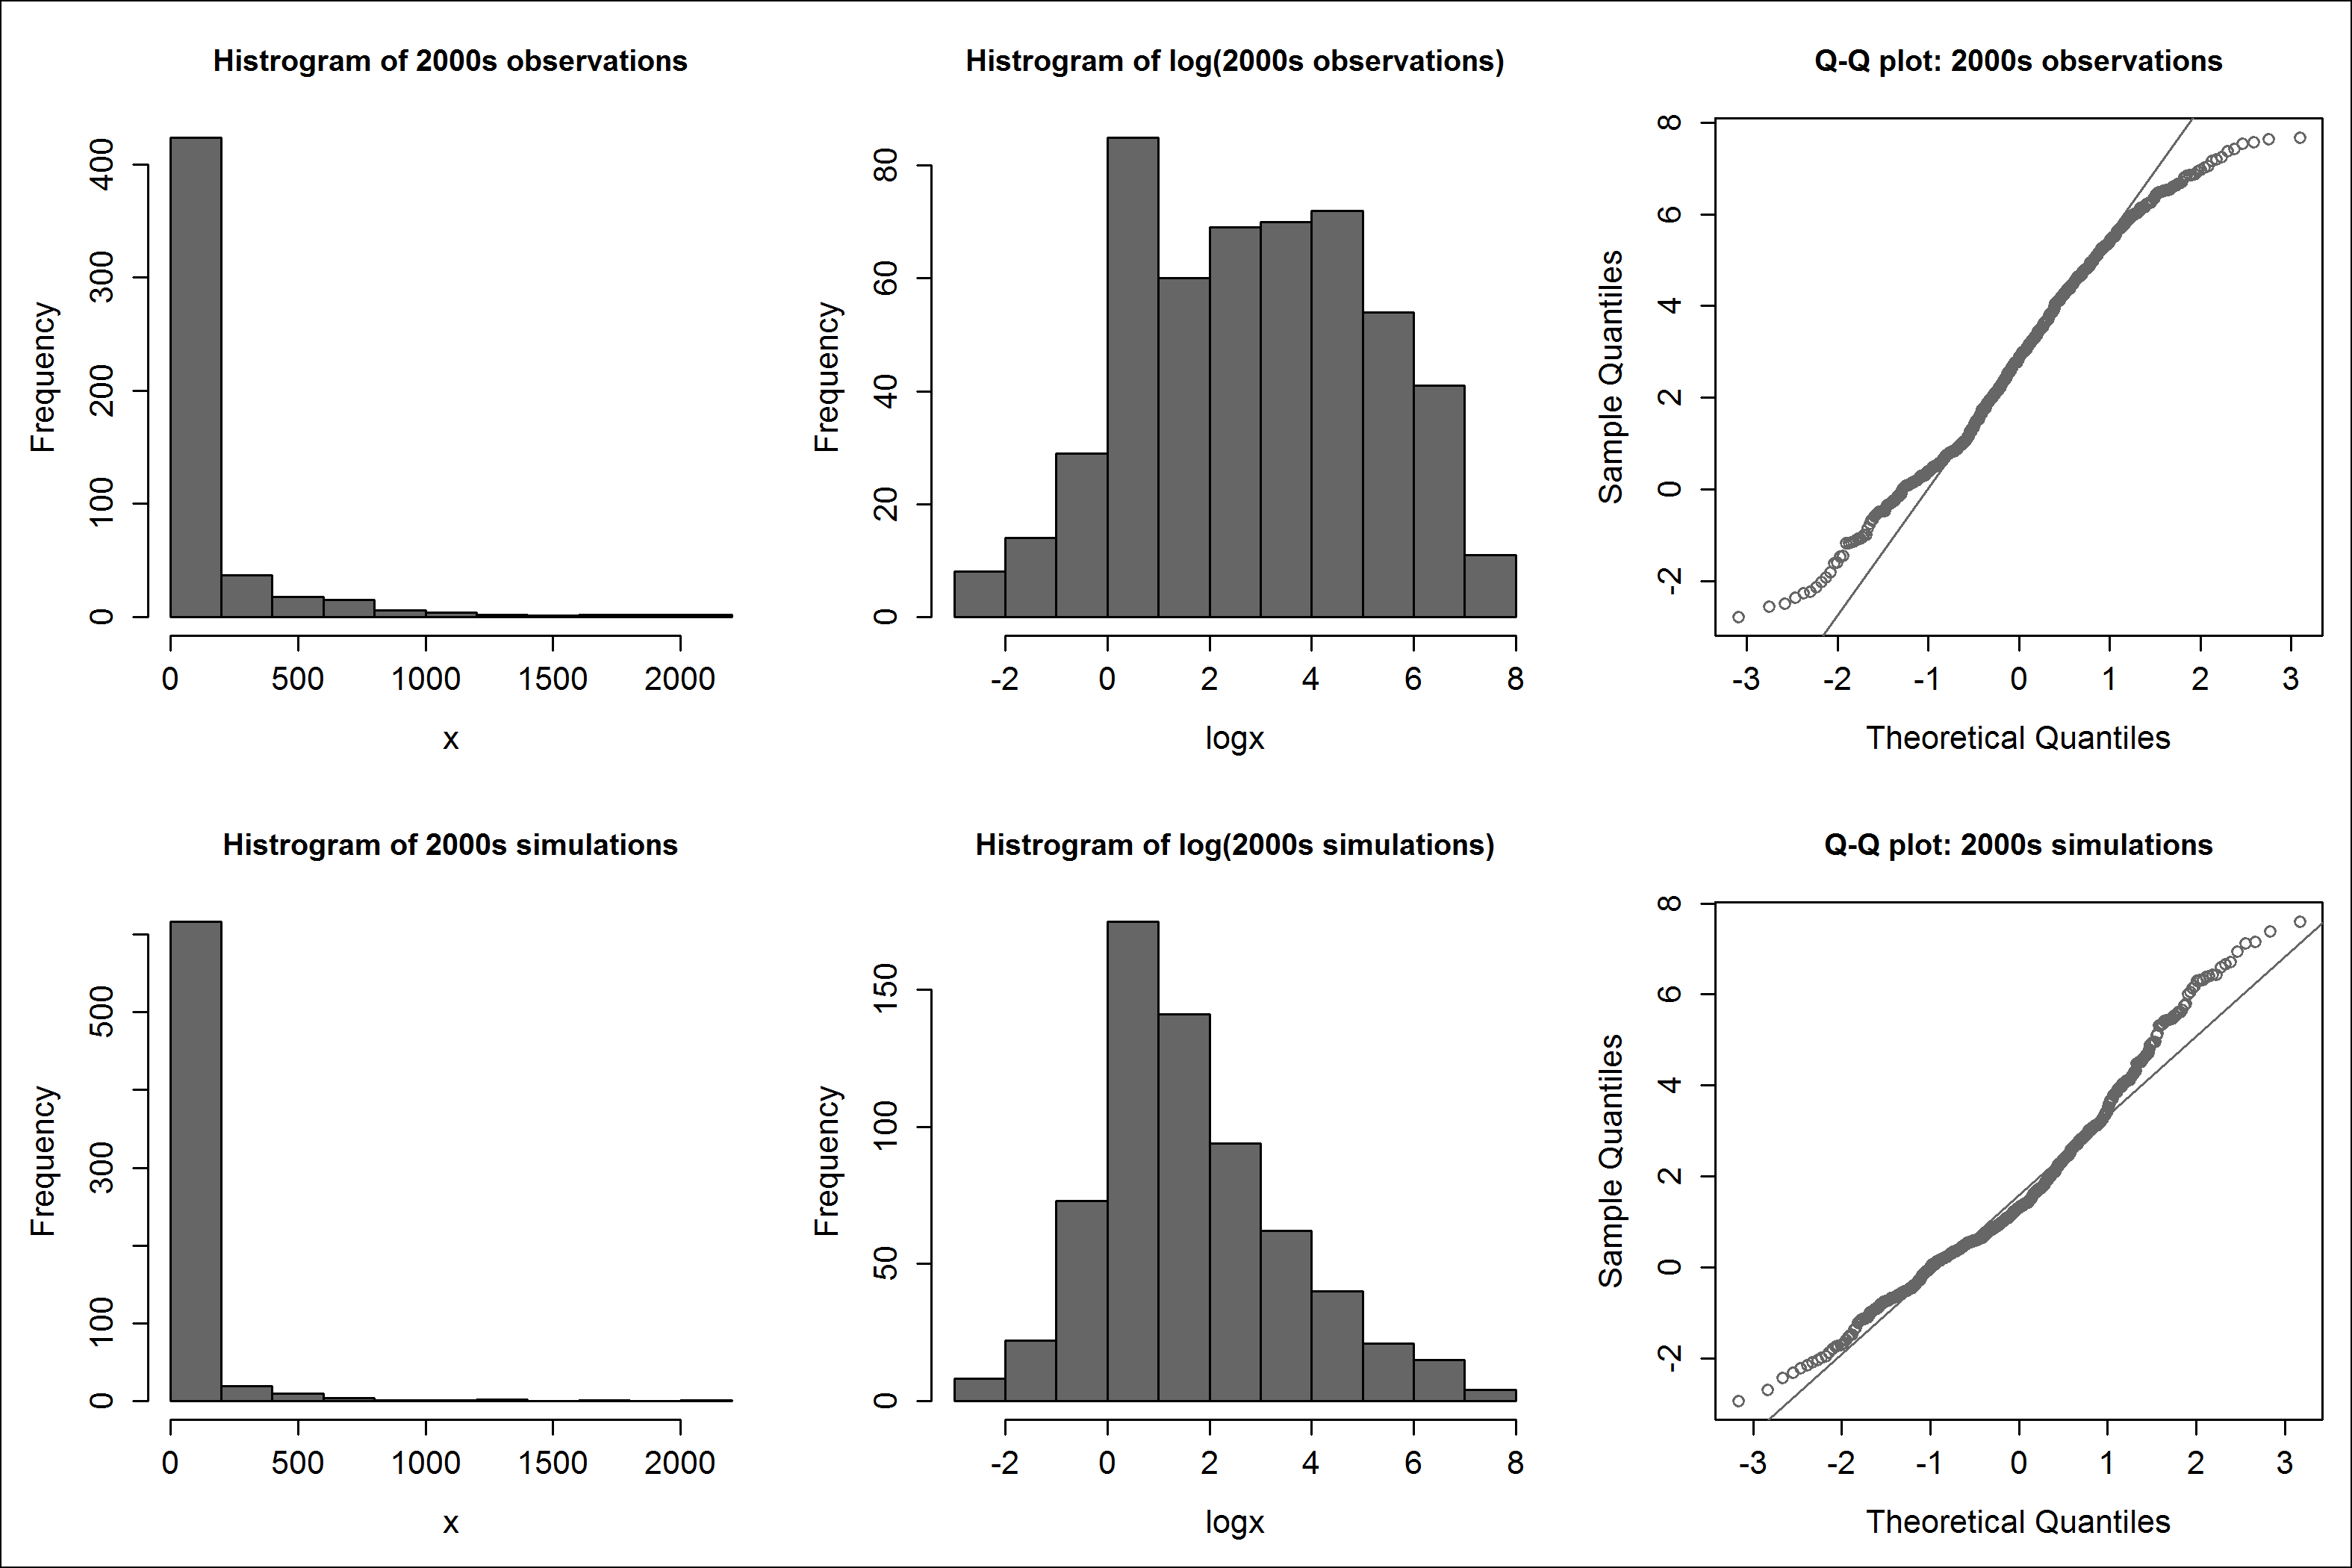 Histrogram of 2000s observations
Frequency
0 100 200 300 400
0 500 1000 1500 2000
x
Histrogram of log(2000s observations)
Frequency
0 20 40 60 80
-2 0 2 4 6 8
logx
Q-Q plot: 2000s observations
Sample Quantiles
-2 0 2 4 6 8
-3 -2 -1 0 1 2 3
Theoretical Quantiles
Histrogram of 2000s simulations
Frequency
0 100 300 500
0 500 1000 1500 2000
x
Histrogram of log(2000s simulations)
Frequency
0 50 100 150
-2 0 2 4 6 8
logx
Q-Q plot: 2000s simulations
Sample Quantiles
-2 0 2 4 6 8
-3 -2 -1 0 1 2 3
Theoretical Quantiles